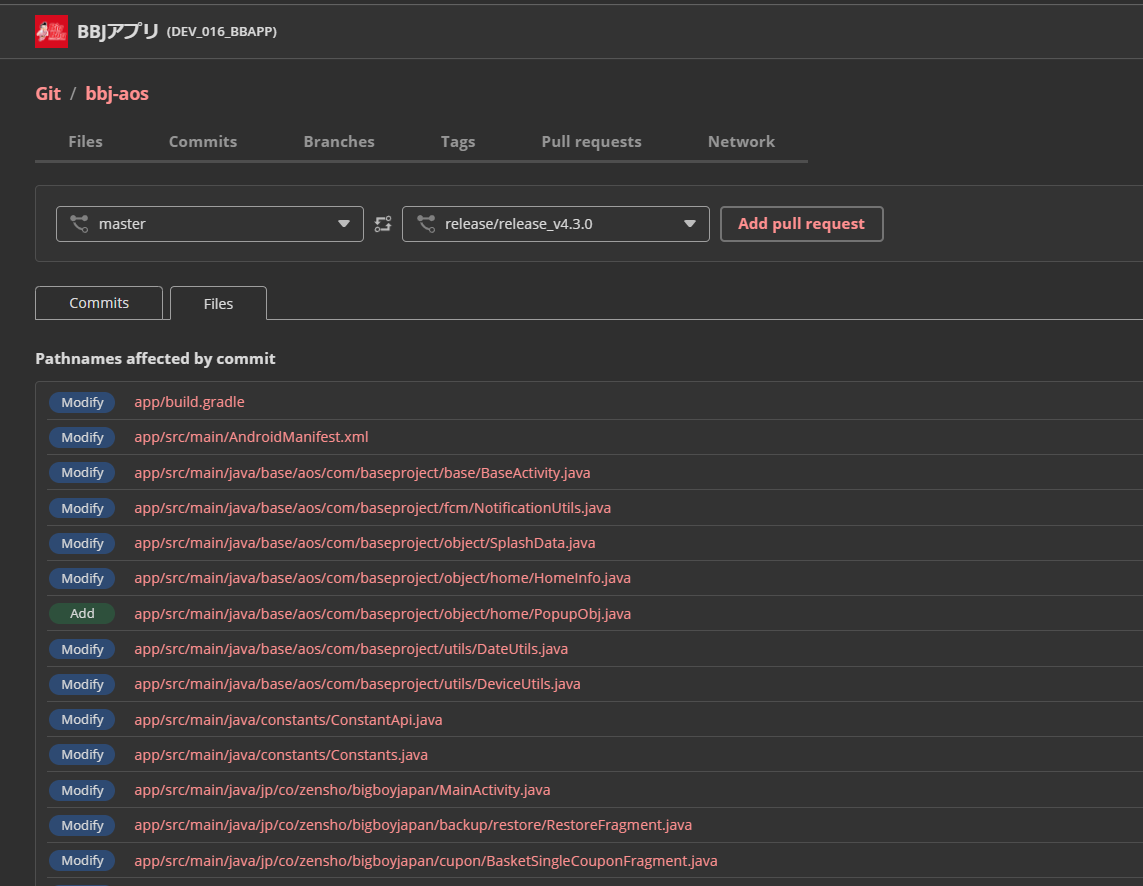 BBJアプリ (DEV_016_BBAPP)
Git / bbj-aos
Files Commits Branches Tags Pull requests Network
master release/release_v4.3.0 Add pull request
Commits Files
Pathnames affected by commit
Modify app/build.gradle
Modify app/src/main/AndroidManifest.xml
Modify app/src/main/java/base/aos/com/baseproject/base/BaseActivity.java
Modify app/src/main/java/base/aos/com/baseproject/fcm/NotificationUtils.java
Modify app/src/main/java/base/aos/com/baseproject/object/SplashData.java
Modify app/src/main/java/base/aos/com/baseproject/object/home/HomeInfo.java
Add app/src/main/java/base/aos/com/baseproject/object/home/PopupObj.java
Modify app/src/main/java/base/aos/com/baseproject/utils/DateUtils.java
Modify app/src/main/java/base/aos/com/baseproject/utils/DeviceUtils.java
Modify app/src/main/java/constants/ConstantApi.java
Modify app/src/main/java/constants/Constants.java
Modify app/src/main/java/jp/co/zensho/bigboyjapan/MainActivity.java
Modify app/src/main/java/jp/co/zensho/bigboyjapan/backup/restore/RestoreFragment.java
Modify app/src/main/java/jp/co/zensho/bigboyjapan/cupon/BasketSingleCouponFragment.java